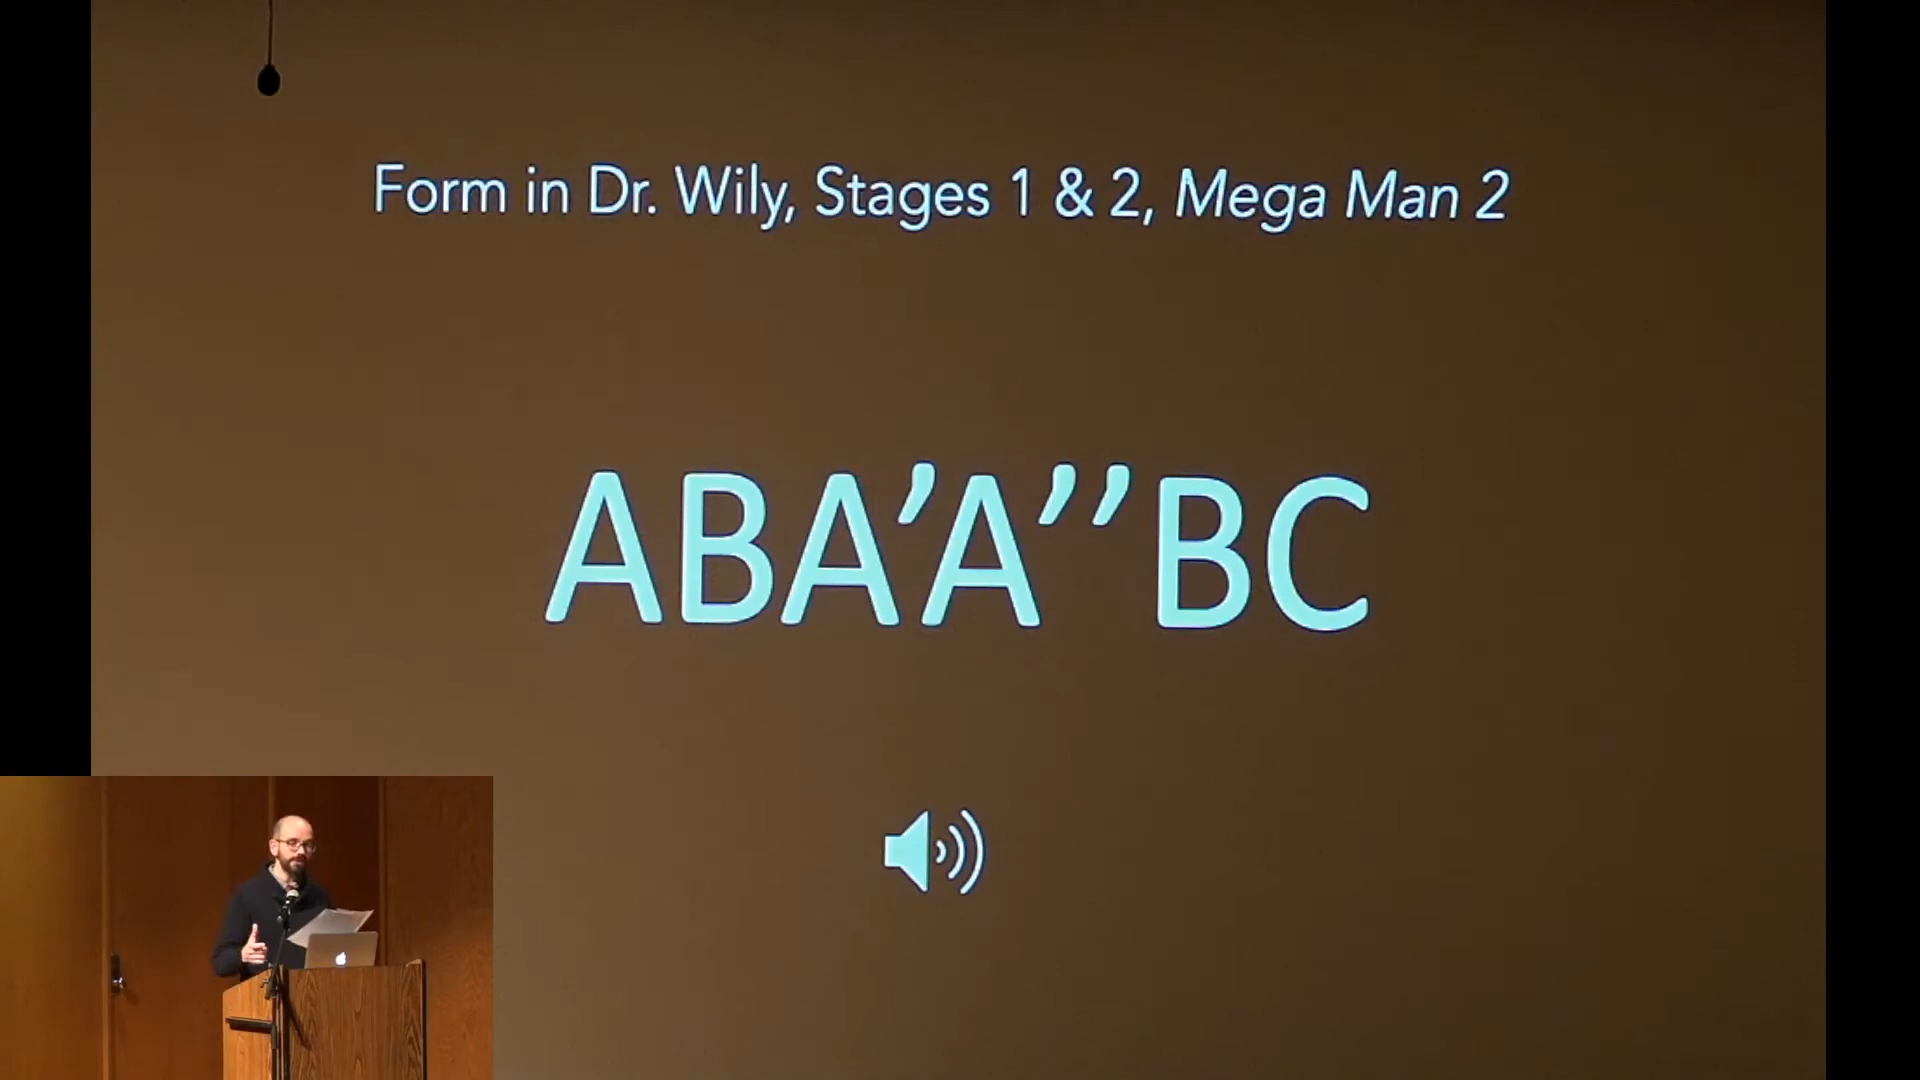 Form in Dr. Wily, Stages 1 & 2, Mega Man 2
ABA’A’’BC